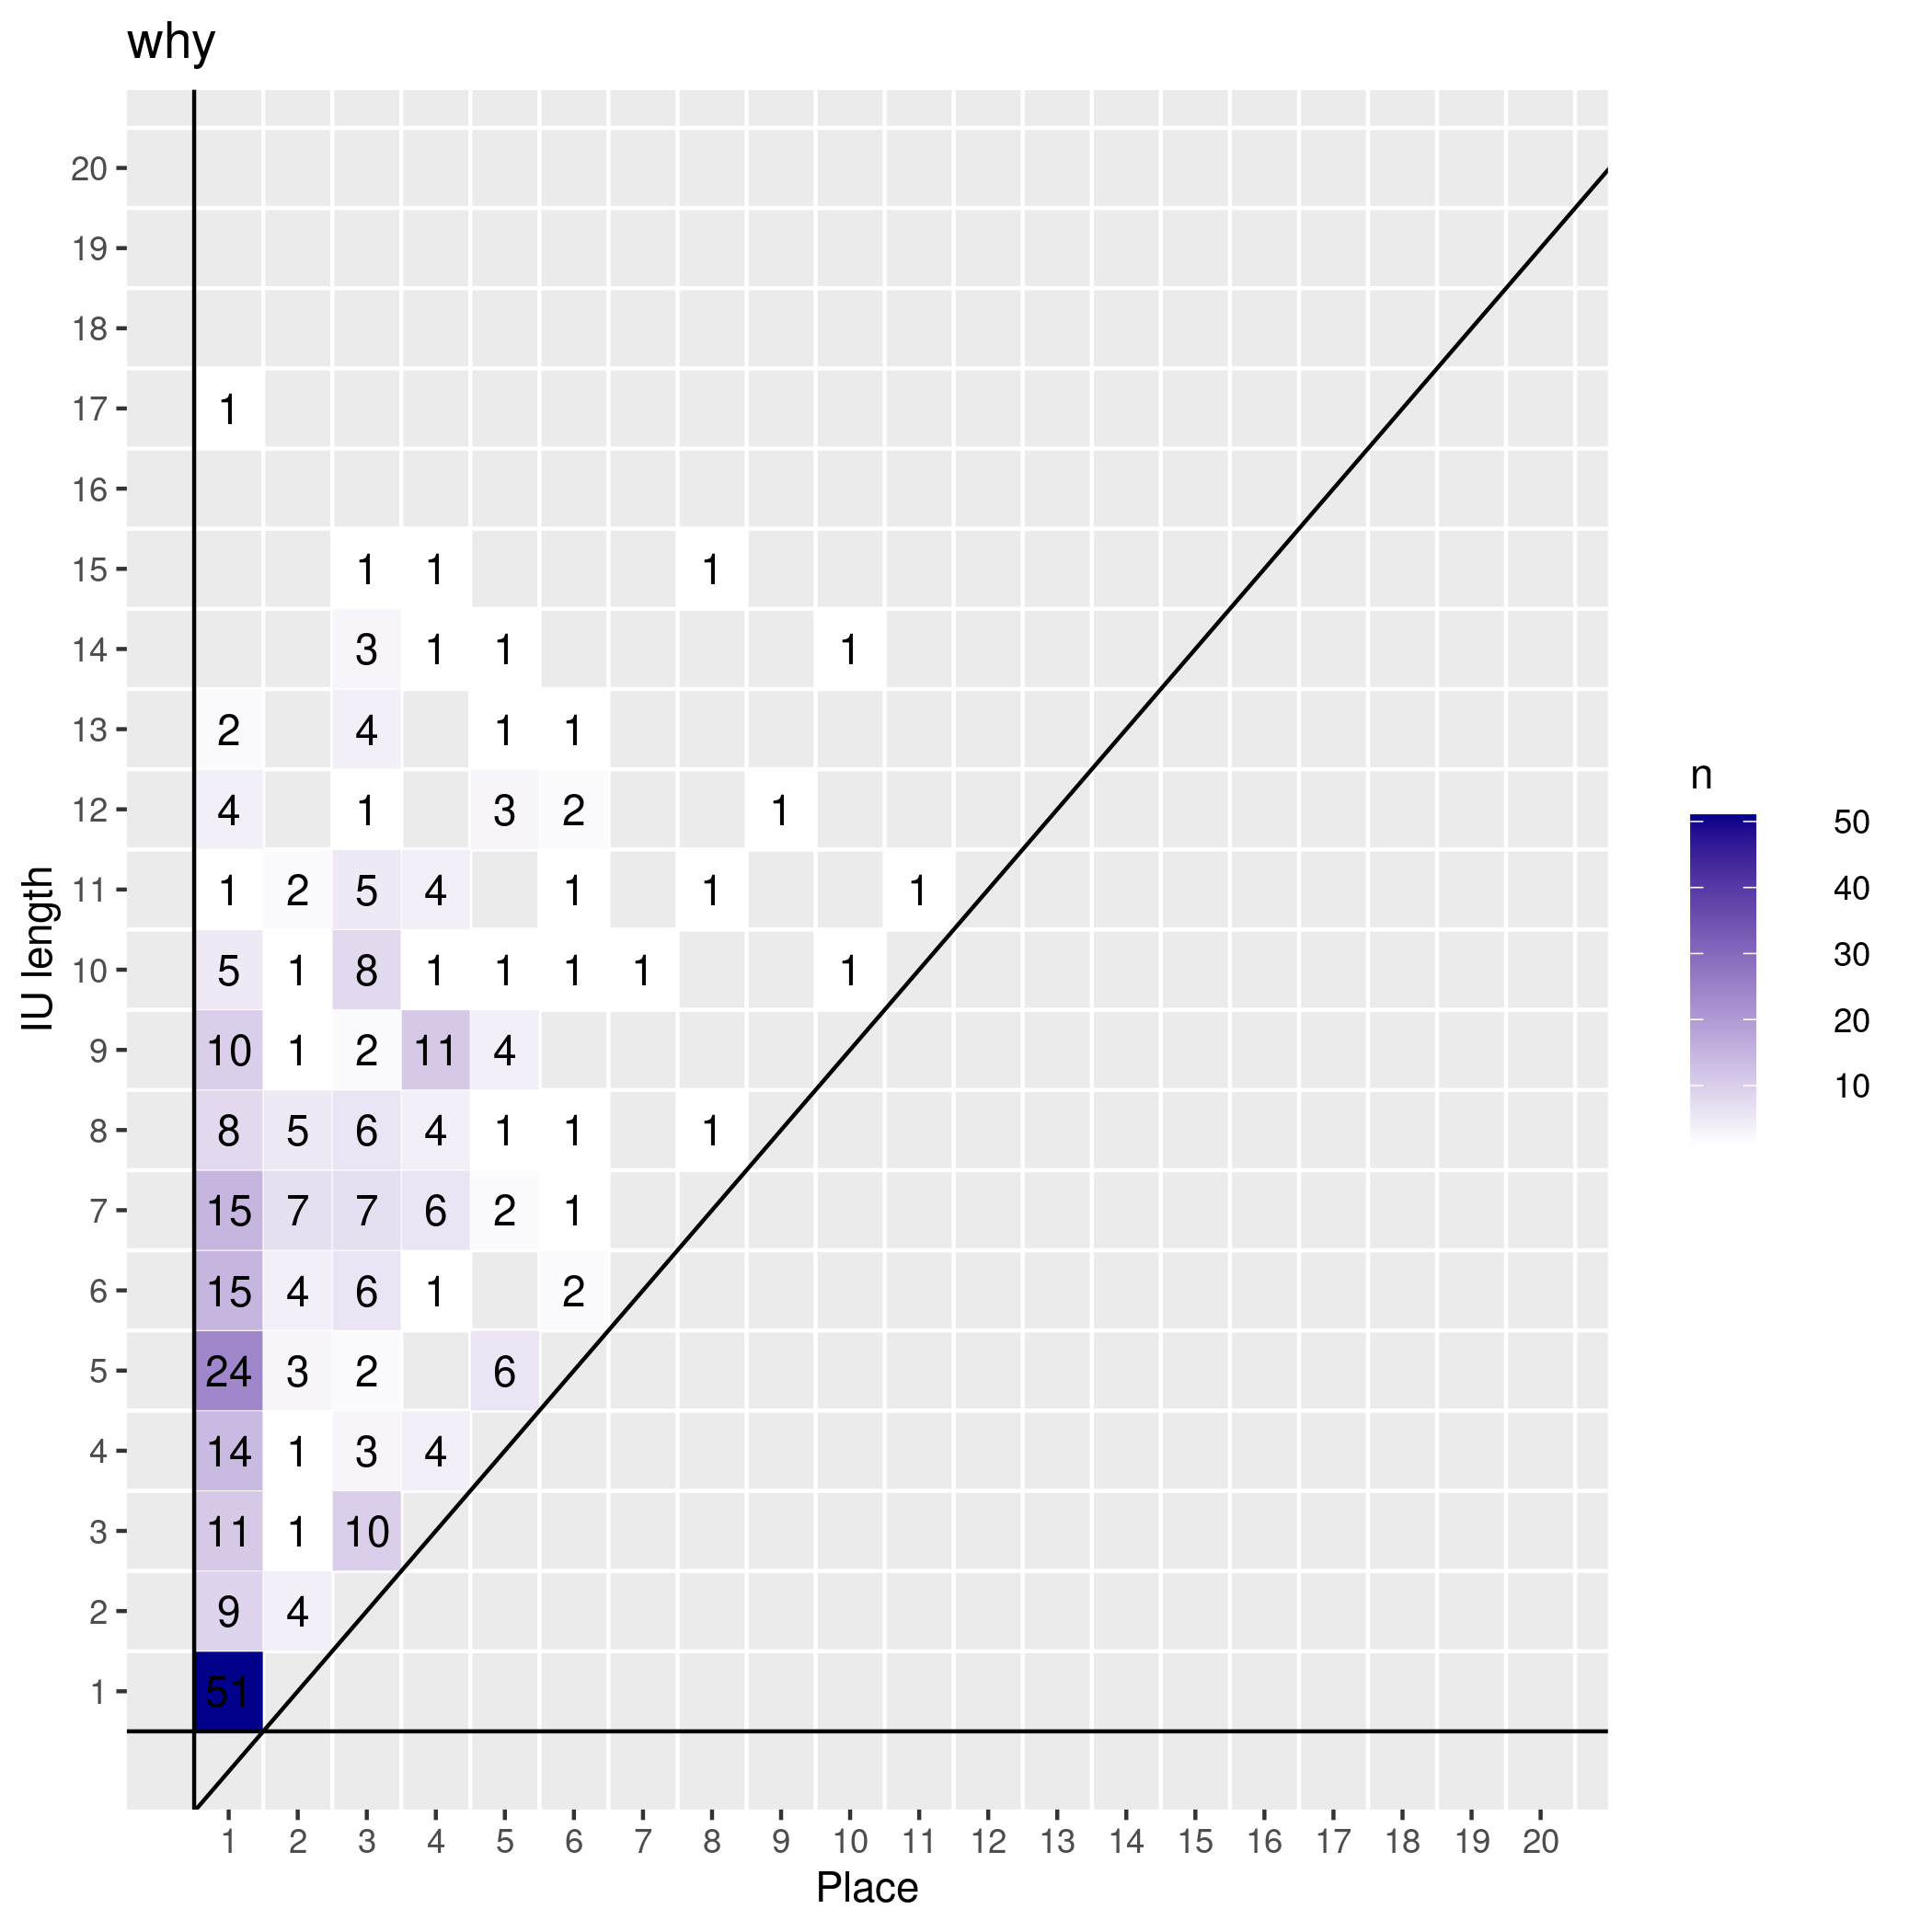 why
20
19
18
17 1
16
15 1 1 1
14 3 1 1 1
13 2 4 1 1
12 4 1 3 2 1
11 1 2 5 4 1 1 1
10 5 1 8 1 1 1 1 1
9 10 1 2 11 4
8 8 5 6 4 1 1 1
7 15 7 7 6 2 1
6 15 4 6 1 2
5 24 3 2 6
4 14 1 3 4
3 11 1 10
2 9 4
1 51
1 2 3 4 5 6 7 8 9 10 11 12 13 14 15 16 17 18 19 20
Place
IU length
n
50
40
30
20
10